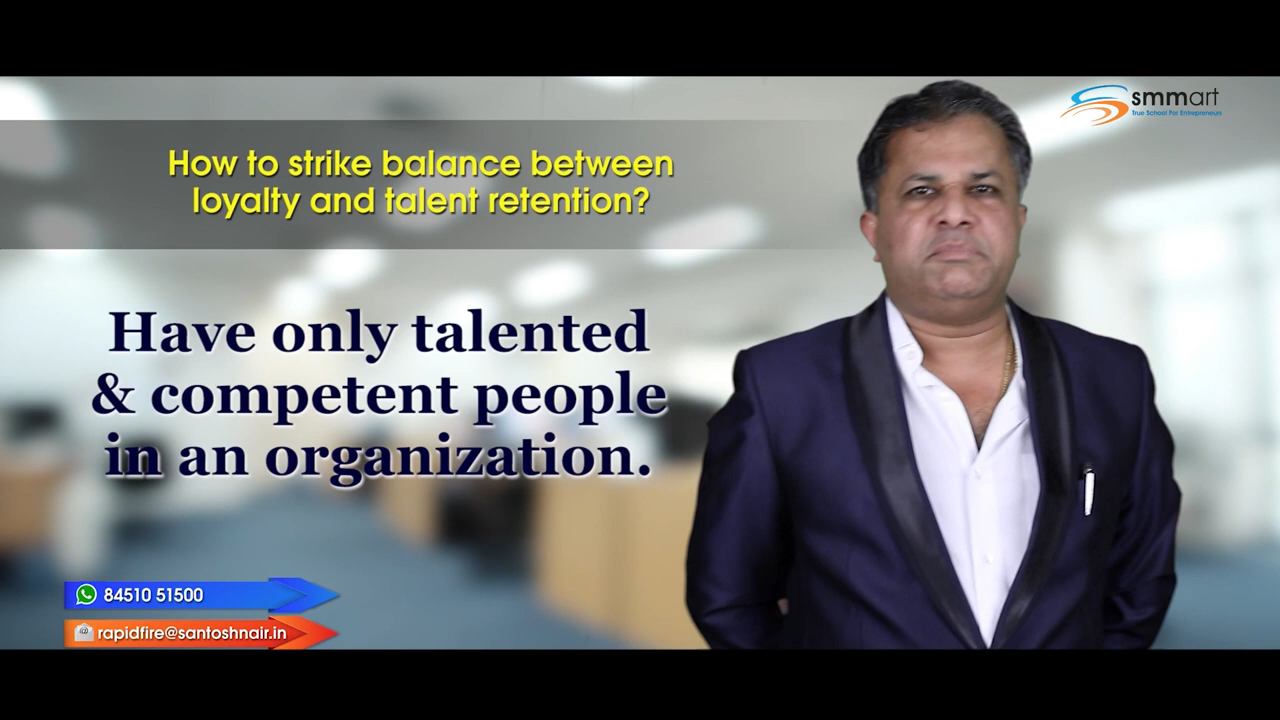 smmart
True School For Entrepreneurs
How to strike balance between
loyalty and talent retention?
Have only talented
& competent people
in an organization.
84510 51500
rapidfire@santoshnair.in